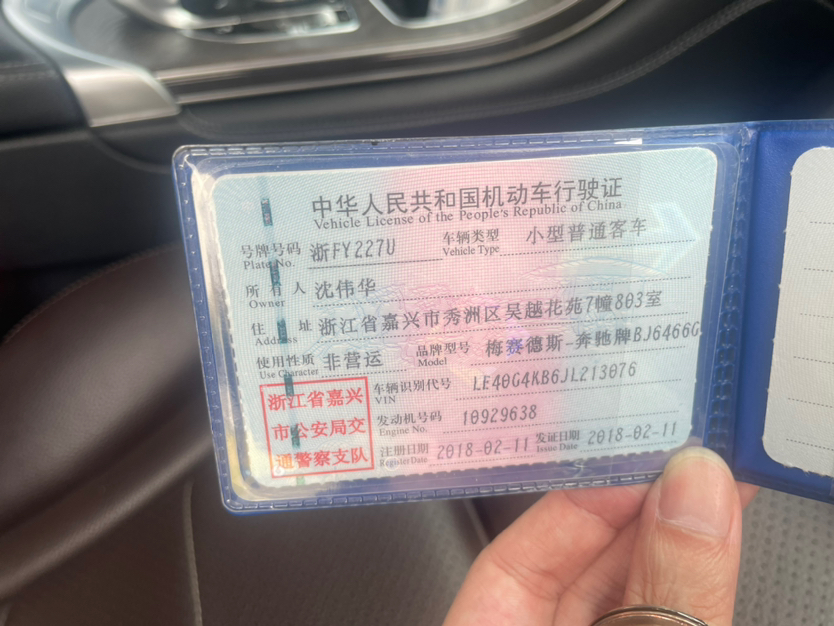 中华人民共和国机动车行驶证
Vehicle License of the People's Republic of China
号牌号码 浙FY227U 车辆类型 小型普通客车
Plate No. Vehicle Type
所有人 沈伟华
Owner
住址 浙江省嘉兴市秀洲区吴越花苑7幢803室
Address
使用性质 非营运 品牌型号 梅赛德斯-奔驰牌BJ6466G
Use Character Model
车辆识别代号 LE40G4KB6JL213076
VIN
发动机号码 10929638
Engine No.
注册日期 2018-02-11 发证日期 2018-02-11
Register Date Issue Date
浙江省嘉兴
市公安局交
通警察支队